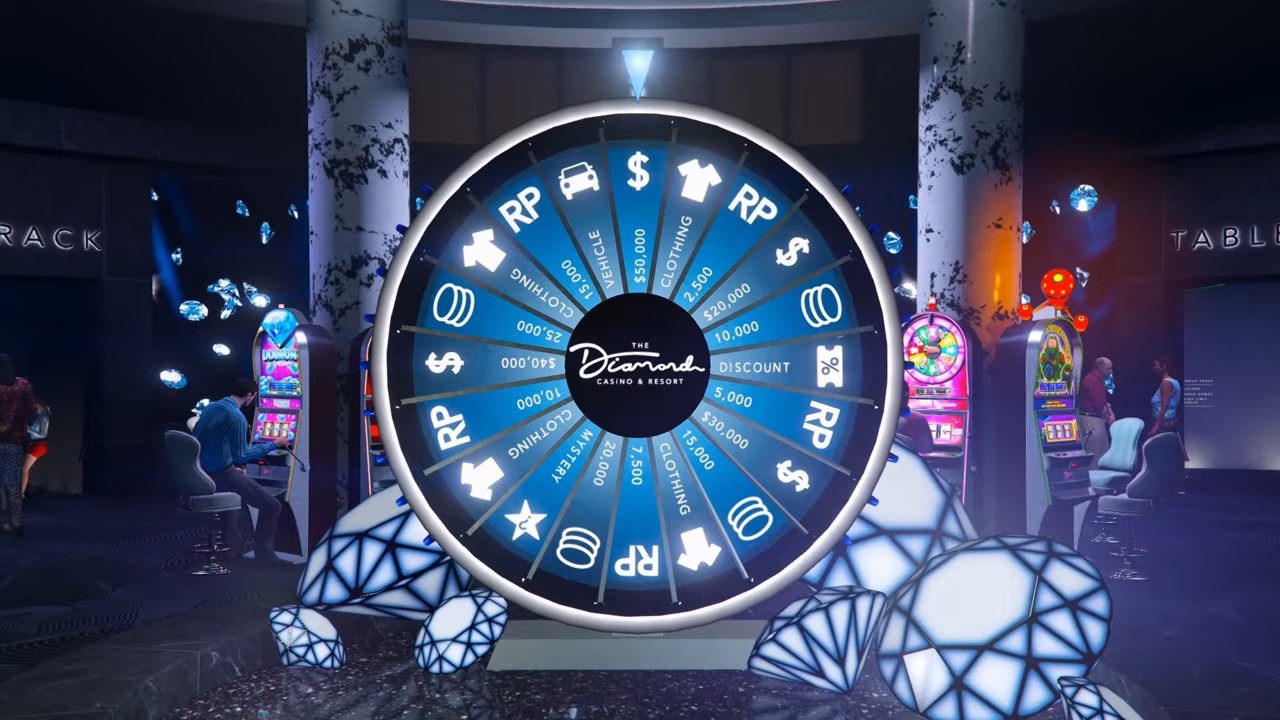 RACK
TABLE
$
$50,000
CLOTHING
RP
2,500
$
$20,000
10,000
%
DISCOUNT
RP
5,000
$
$30,000
15,000
CLOTHING
RP
7,500
20,000
?
MYSTERY
CLOTHING
RP
10,000
$
$40,000
25,000
CLOTHING
RP
15,000
VEHICLE
THE
Diamond
CASINO & RESORT